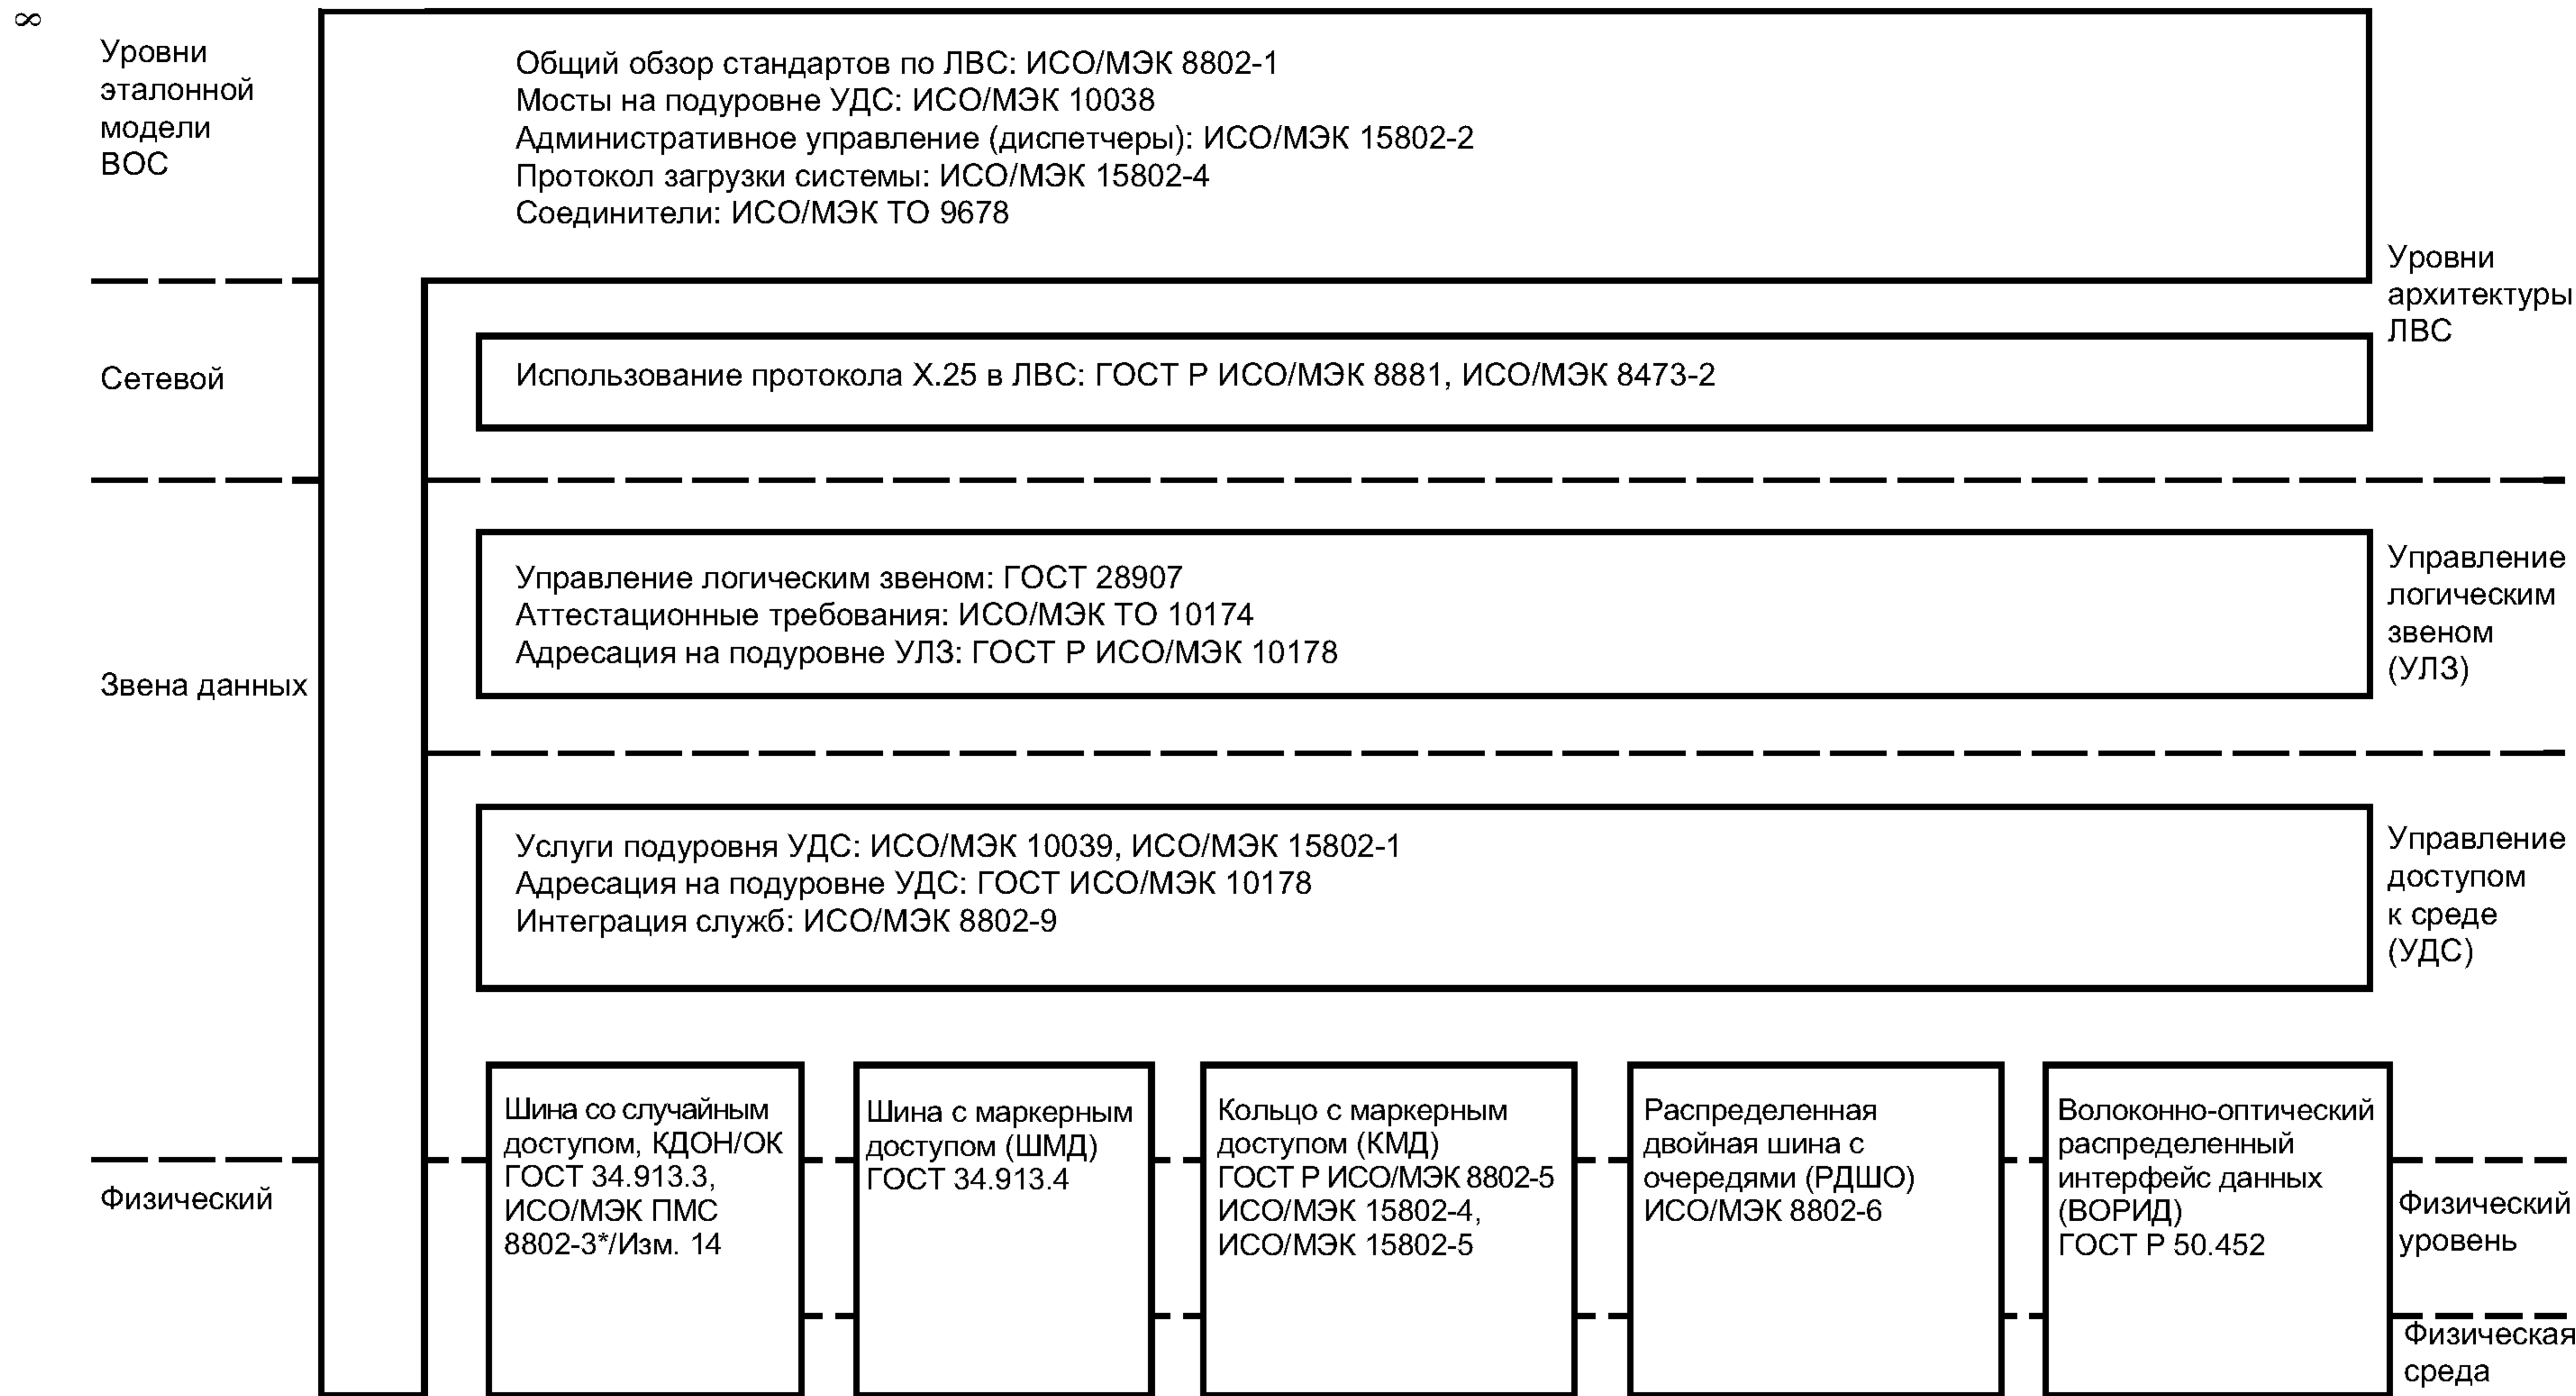 8
Уровни
эталонной
модели
ВОС
Общий обзор стандартов по ЛВС: ИСО/МЭК 8802-1
Мосты на подуровне УДС: ИСО/МЭК 10038
Административное управление (диспетчеры): ИСО/МЭК 15802-2
Протокол загрузки системы: ИСО/МЭК 15802-4
Соединители: ИСО/МЭК ТО 9678
Уровни
архитектуры
ЛВС
Сетевой
Использование протокола X.25 в ЛВС: ГОСТ Р ИСО/МЭК 8881, ИСО/МЭК 8473-2
Звена данных
Управление логическим звеном: ГОСТ 28907
Аттестационные требования: ИСО/МЭК ТО 10174
Адресация на подуровне УЛЗ: ГОСТ Р ИСО/МЭК 10178
Управление
логическим
звеном
(УЛЗ)
Услуги подуровня УДС: ИСО/МЭК 10039, ИСО/МЭК 15802-1
Адресация на подуровне УДС: ГОСТ ИСО/МЭК 10178
Интеграция служб: ИСО/МЭК 8802-9
Управление
доступом
к среде
(УДС)
Физический
Шина со случайным
доступом, КДОН/ОК
ГОСТ 34.913.3,
ИСО/МЭК ПМС
8802-3*/Изм. 14
Шина с маркерным
доступом (ШМД)
ГОСТ 34.913.4
Кольцо с маркерным
доступом (КМД)
ГОСТ Р ИСО/МЭК 8802-5
ИСО/МЭК 15802-4,
ИСО/МЭК 15802-5
Распределенная
двойная шина с
очередями (РДШО)
ИСО/МЭК 8802-6
Волоконно-оптический
распределенный
интерфейс данных
(ВОРИД)
ГОСТ Р 50.452
Физический
уровень
Физическая
среда